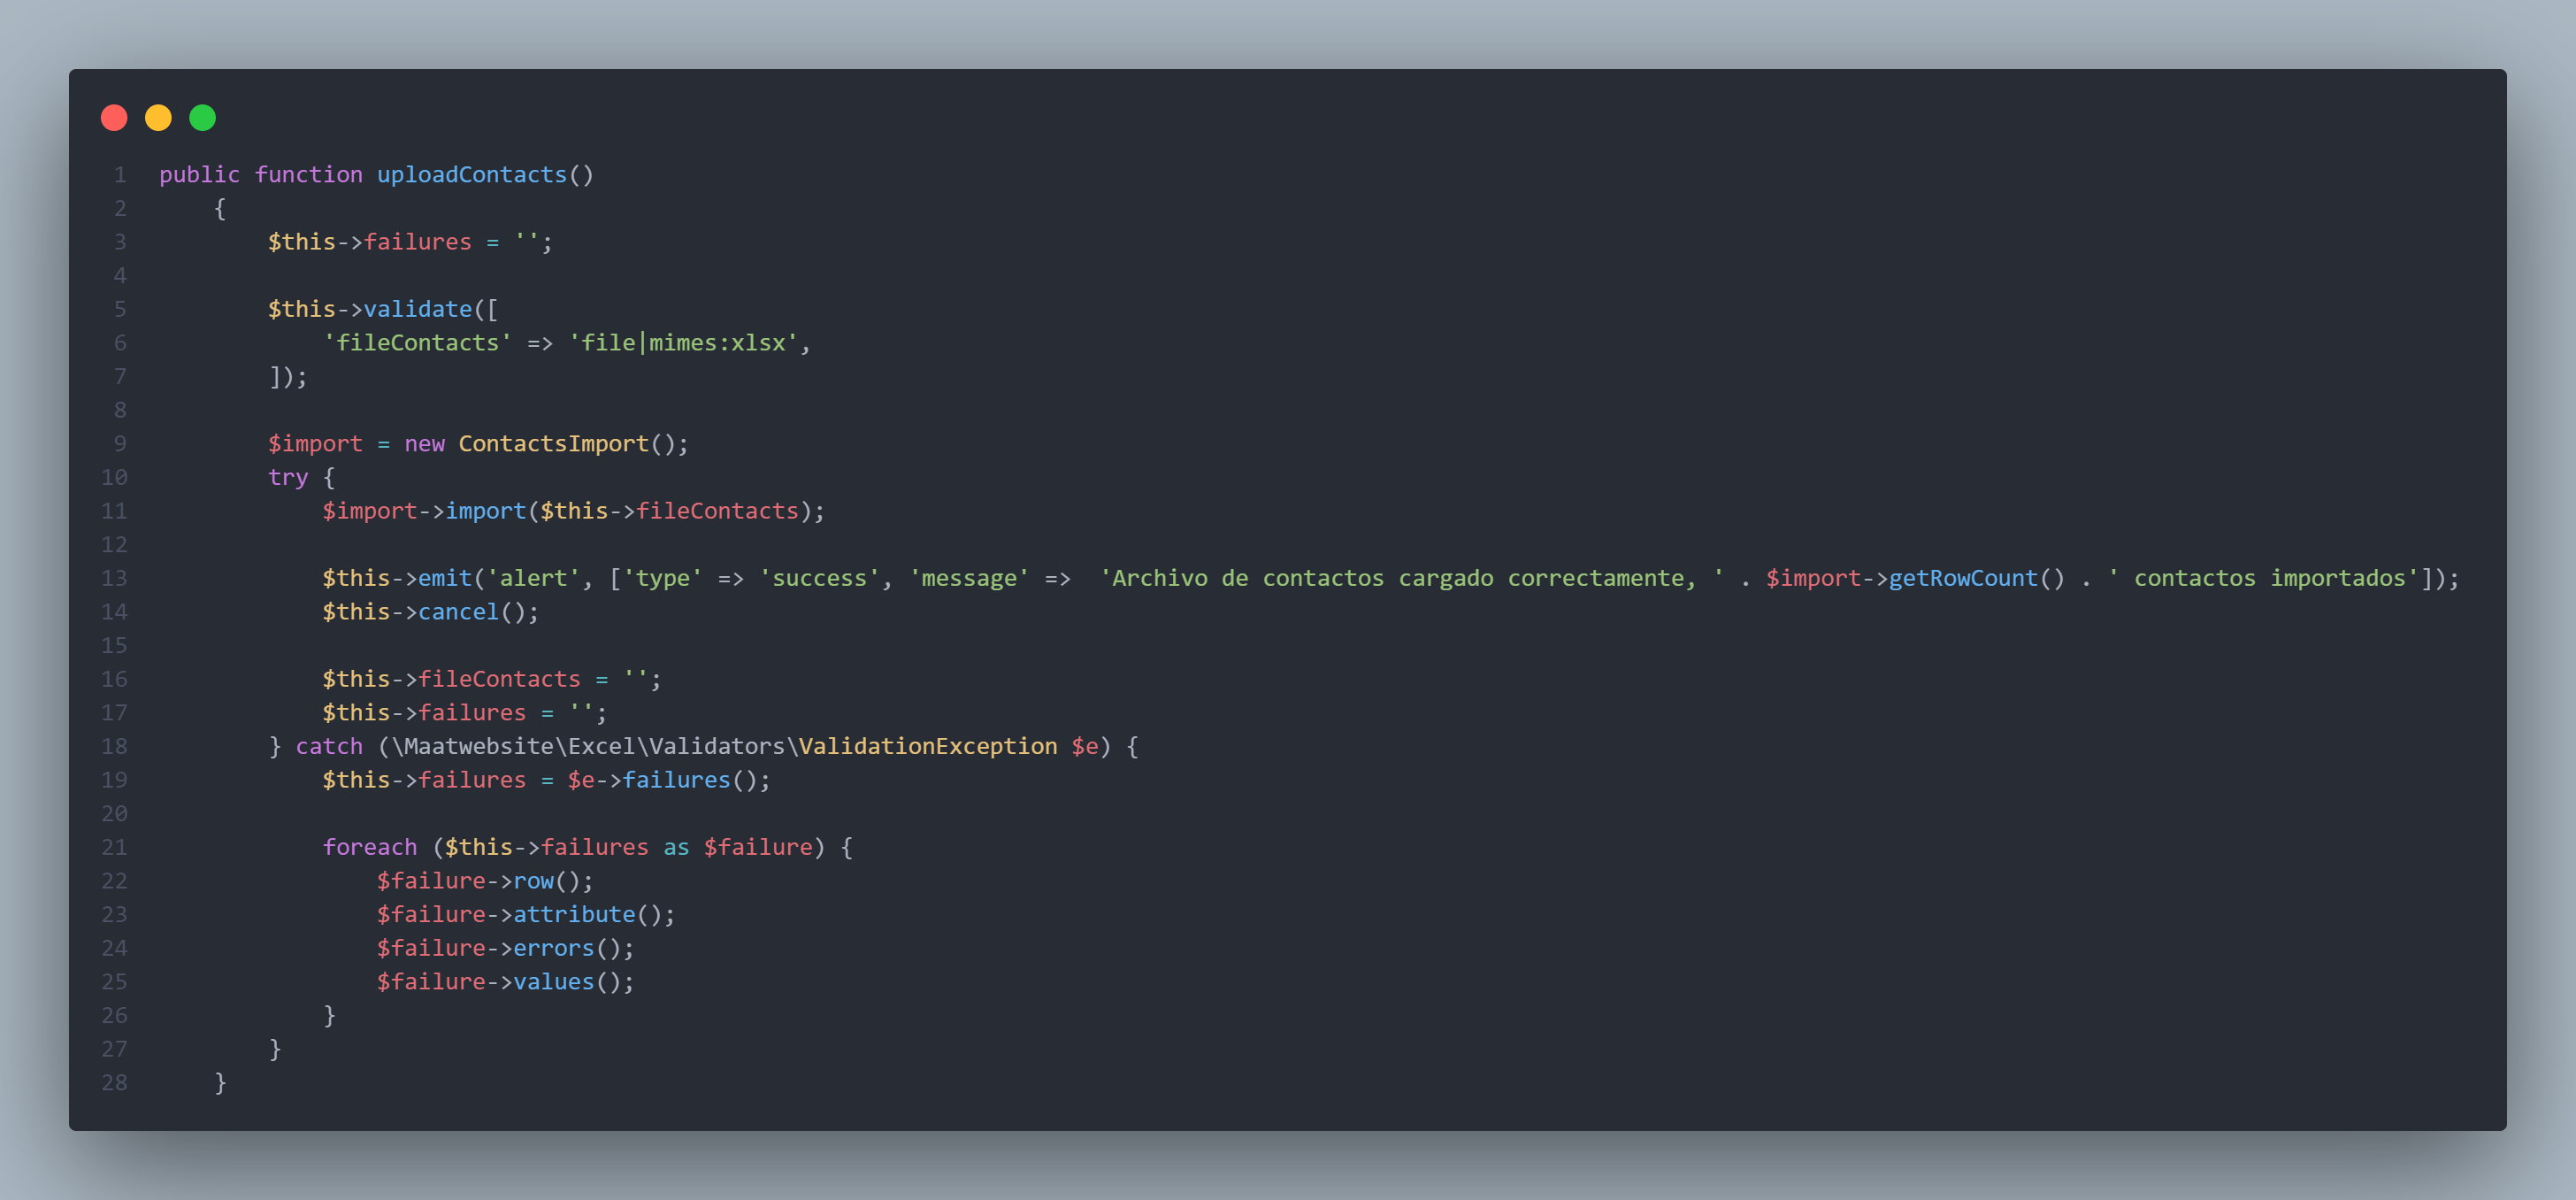 1 public function uploadContacts()
2     {
3         $this->failures = '';
4
5         $this->validate([
6             'fileContacts' => 'file|mimes:xlsx',
7         ]);
8
9         $import = new ContactsImport();
10         try {
11             $import->import($this->fileContacts);
12
13             $this->emit('alert', ['type' => 'success', 'message' =>  'Archivo de contactos cargado correctamente, ' . $import->getRowCount() . ' contactos importados']);
14             $this->cancel();
15
16             $this->fileContacts = '';
17             $this->failures = '';
18         } catch (\Maatwebsite\Excel\Validators\ValidationException $e) {
19             $this->failures = $e->failures();
20
21             foreach ($this->failures as $failure) {
22                 $failure->row();
23                 $failure->attribute();
24                 $failure->errors();
25                 $failure->values();
26             }
27         }
28     }